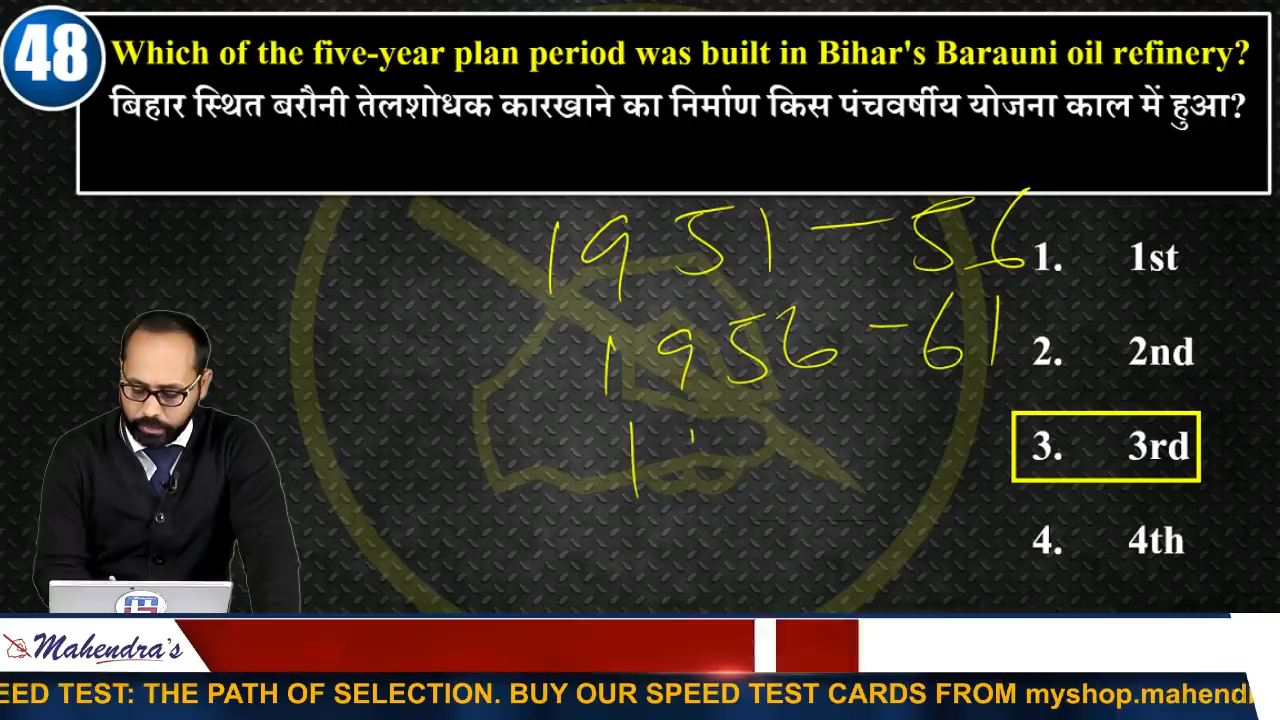 48
Which of the five-year plan period was built in Bihar's Barauni oil refinery?
बिहार स्थित बरौनी तेलशोधक कारखाने का निर्माण किस पंचवर्षीय योजना काल में हुआ?
1951-56
1. 1st
1956-61
2. 2nd
1
3. 3rd
4. 4th
Mahendra's
EED TEST: THE PATH OF SELECTION. BUY OUR SPEED TEST CARDS FROM myshop.mahend